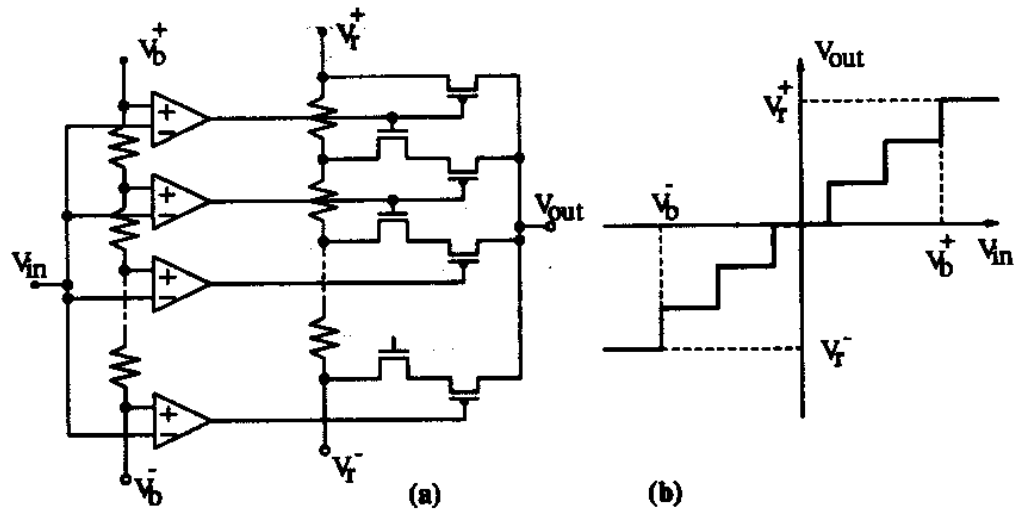 V_b^+
V_r^+
+
−
+
−
+
−
+
−
V_in
V_out
V_b^-
V_r^-
(a)
V_out
V_r^+
V_b^-
V_b^+
V_in
V_r^-
(b)